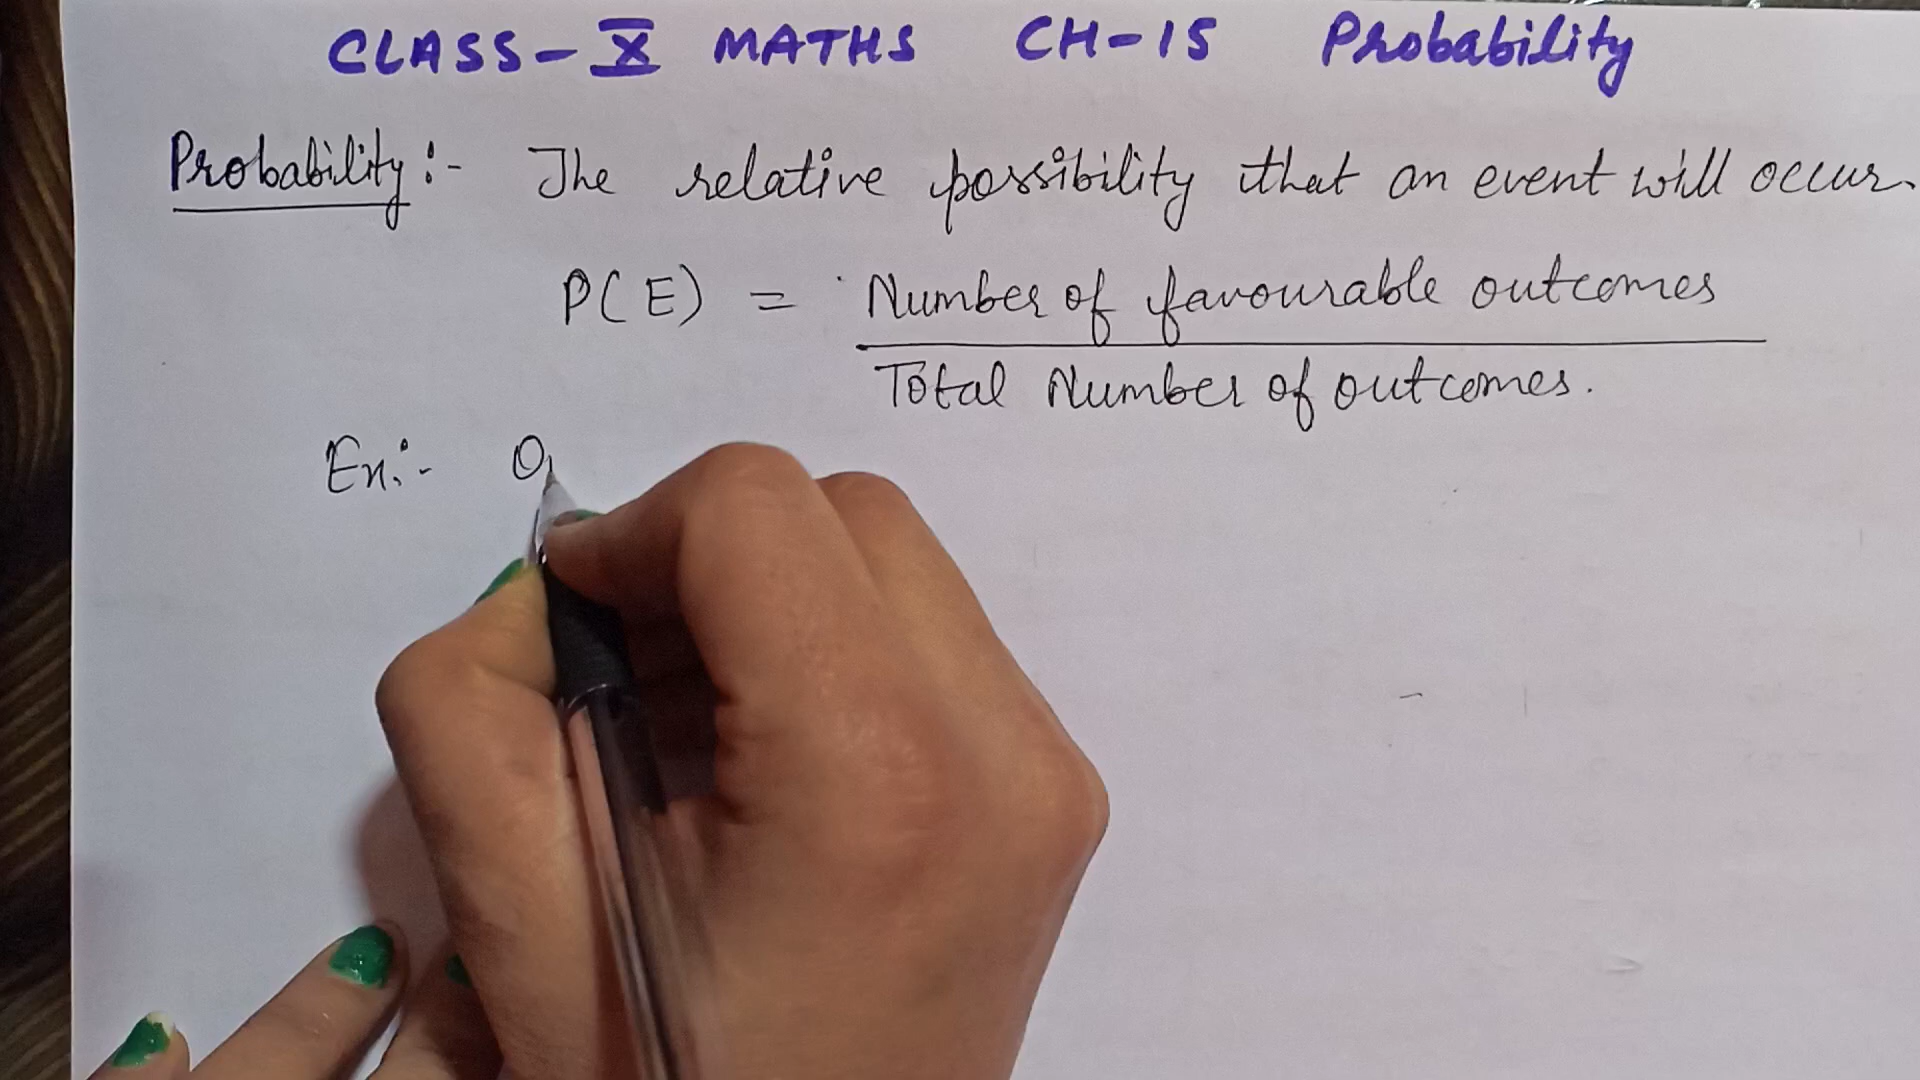 CLASS-X MATHS CH-15 Probability
Probability:- The relative possibility that an event will occur.
P(E) = Number of favourable outcomes
Total Number of outcomes.
Ex:- On